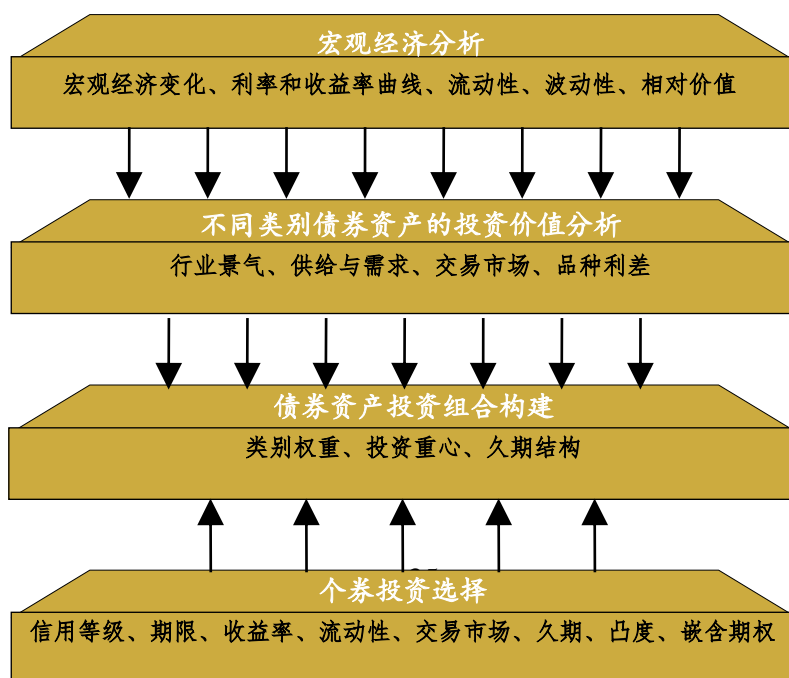 宏观经济分析
宏观经济变化、利率和收益率曲线、流动性、波动性、相对价值
不同类别债券资产的投资价值分析
行业景气、供给与需求、交易市场、品种利差
债券资产投资组合构建
类别权重、投资重心、久期结构
个券投资选择
信用等级、期限、收益率、流动性、交易市场、久期、凸度、嵌含期权